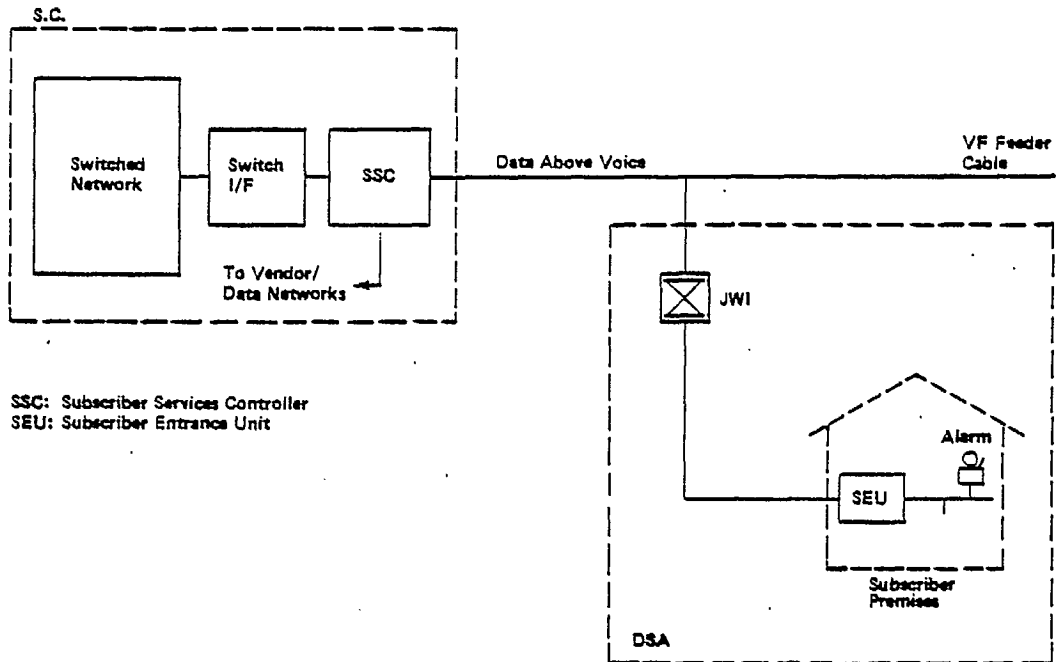 S.C.
Switched
Network
Switch
I/F
SSC
Data Above Voice
VF Feeder
Cable
To Vendor/
Data Networks
JWI
SSC: Subscriber Services Controller
SEU: Subscriber Entrance Unit
Alarm
SEU
Subscriber
Premises
DSA